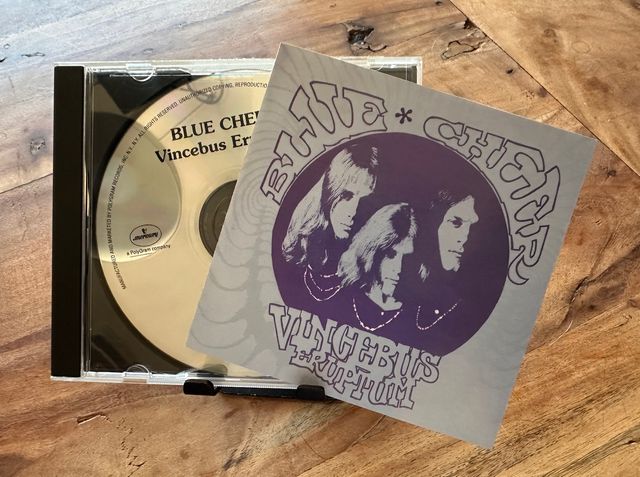 MANUFACTURED AND MARKETED BY POLYGRAM RECORDS, INC. N.Y., N.Y. ALL RIGHTS RESERVED. UNAUTHORIZED COPYING, REPRODUCTION
BLUE CHE
Vincebus Er
mercury
a PolyGram company
BLUE * CHEER
VINCEBUS
ERUPTUM